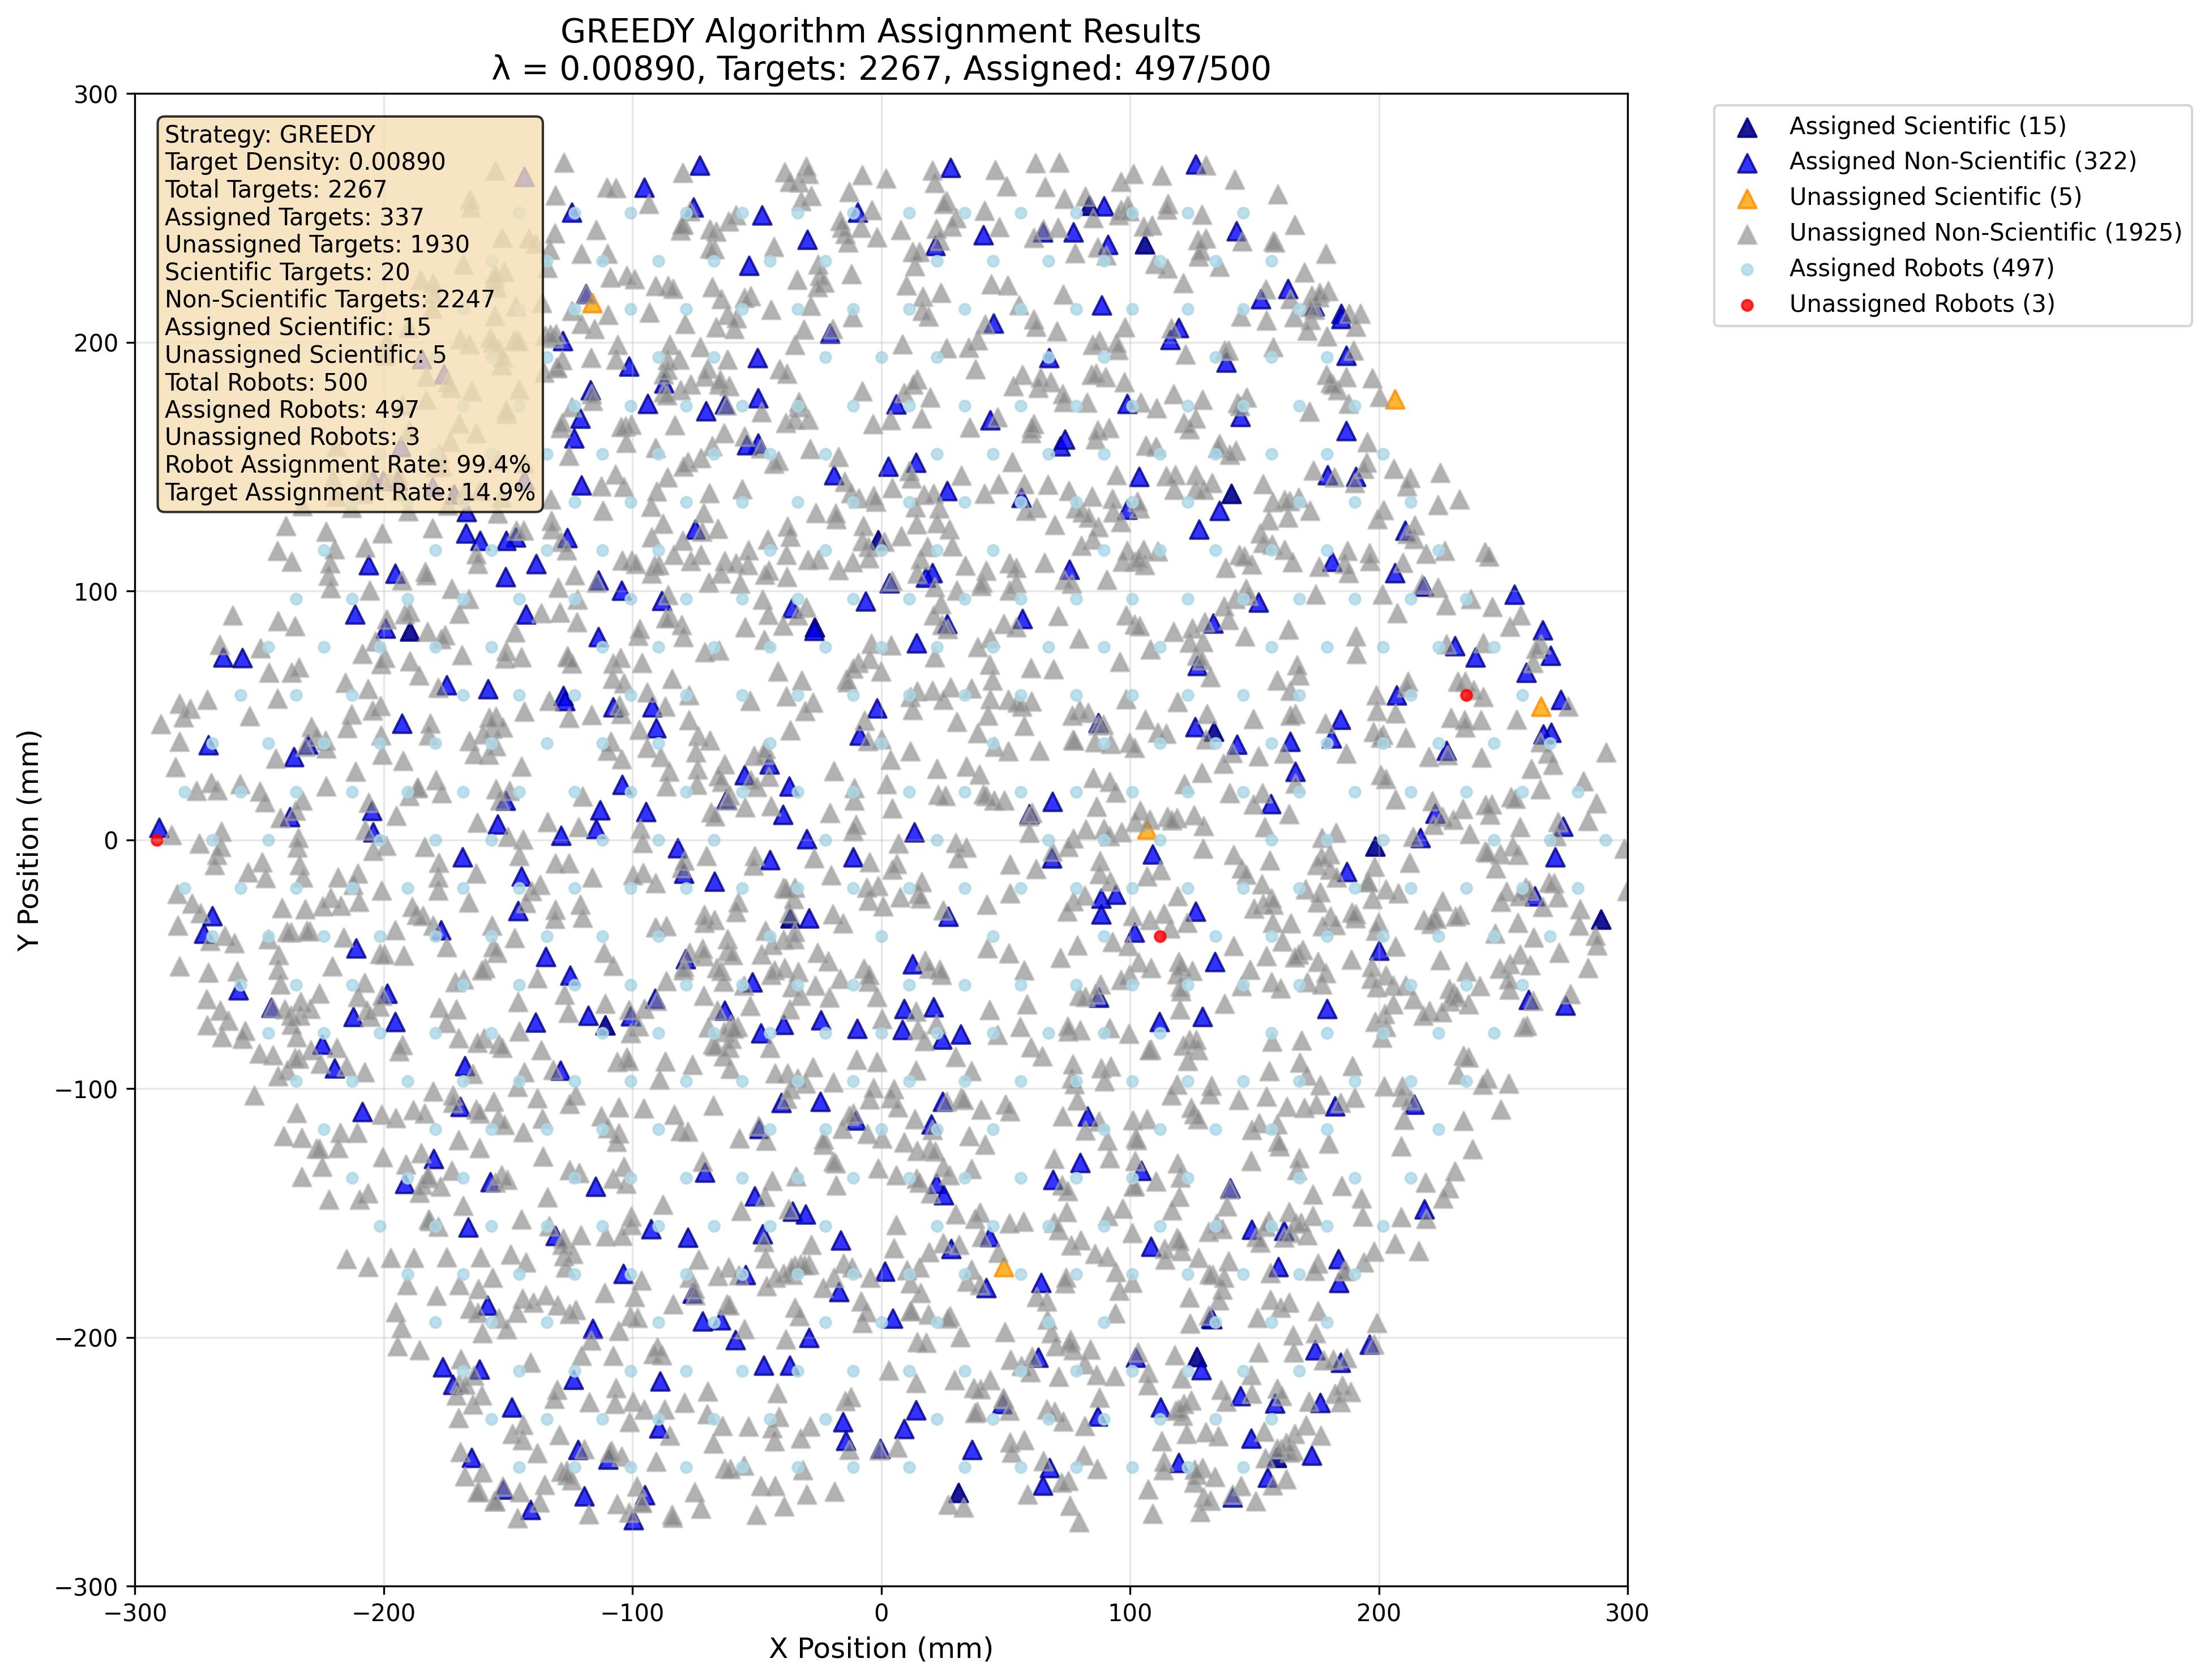 GREEDY Algorithm Assignment Results
λ = 0.00890, Targets: 2267, Assigned: 497/500
Strategy: GREEDY
Target Density: 0.00890
Total Targets: 2267
Assigned Targets: 337
Unassigned Targets: 1930
Scientific Targets: 20
Non-Scientific Targets: 2247
Assigned Scientific: 15
Unassigned Scientific: 5
Total Robots: 500
Assigned Robots: 497
Unassigned Robots: 3
Robot Assignment Rate: 99.4%
Target Assignment Rate: 14.9%
Assigned Scientific (15)
Assigned Non-Scientific (322)
Unassigned Scientific (5)
Unassigned Non-Scientific (1925)
Assigned Robots (497)
Unassigned Robots (3)
Y Position (mm)
300
200
100
0
−100
−200
−300
−300
−200
−100
0
100
200
300
X Position (mm)